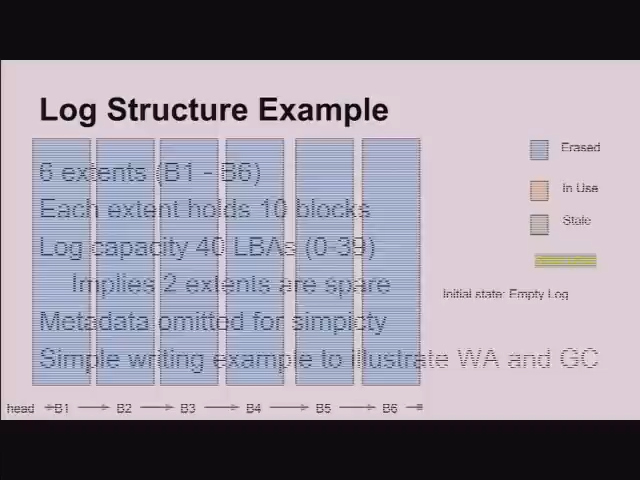 Log Structure Example
6 extents (B1 - B6)
Each extent holds 10 blocks
Log capacity 40 LBAs (0-39)
Implies 2 extents are spare
Metadata omitted for simplcty
Simple writing example to illustrate WA and GC
Erased
In Use
Stale
Initial state: Empty Log
head B1 B2 B3 B4 B5 B6